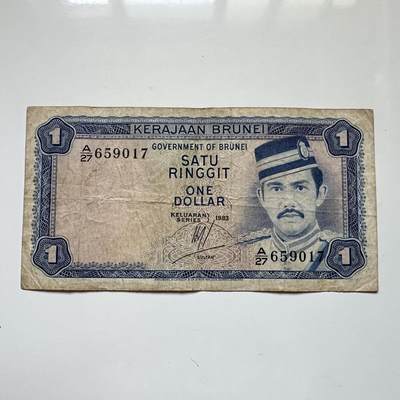 KERAJAAN BRUNEI
GOVERNMENT OF BRUNEI
1
1
A/27 659017
SATU
RINGGIT
ONE
DOLLAR
KELUARAN
SERIES 1983
A/27 659017
1
1